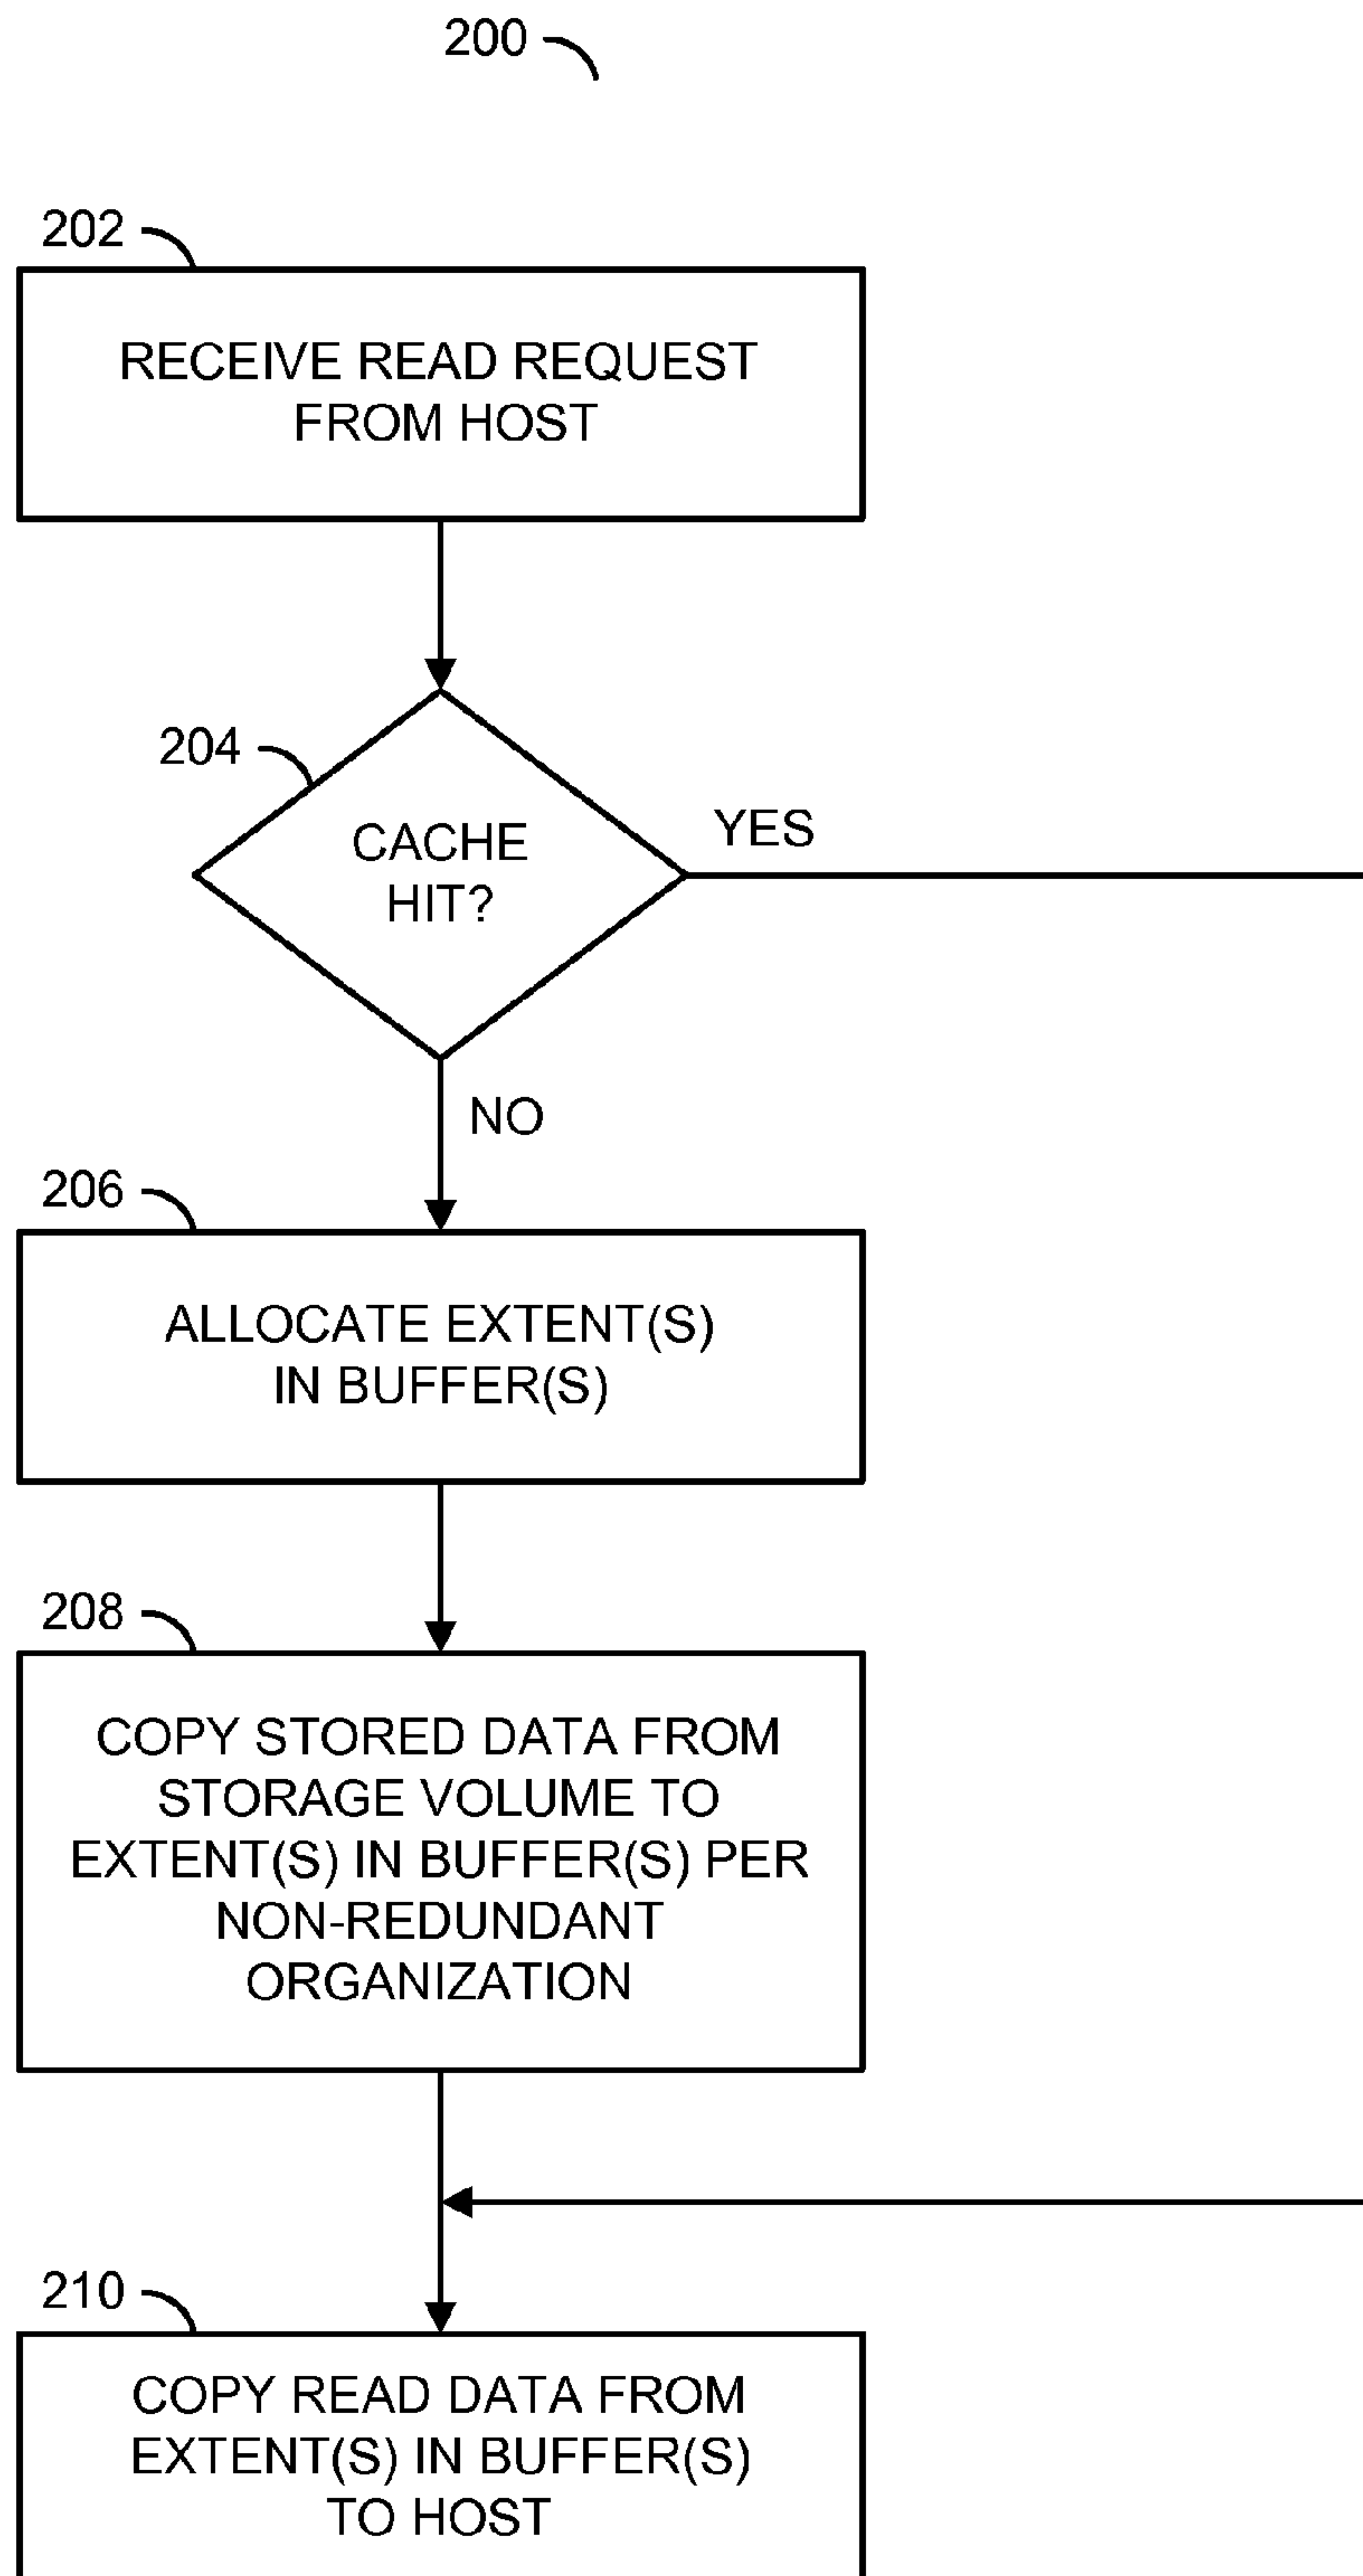 200
202
RECEIVE READ REQUEST
FROM HOST
204
CACHE
HIT?
YES
NO
206
ALLOCATE EXTENT(S)
IN BUFFER(S)
208
COPY STORED DATA FROM
STORAGE VOLUME TO
EXTENT(S) IN BUFFER(S) PER
NON-REDUNDANT
ORGANIZATION
210
COPY READ DATA FROM
EXTENT(S) IN BUFFER(S)
TO HOST